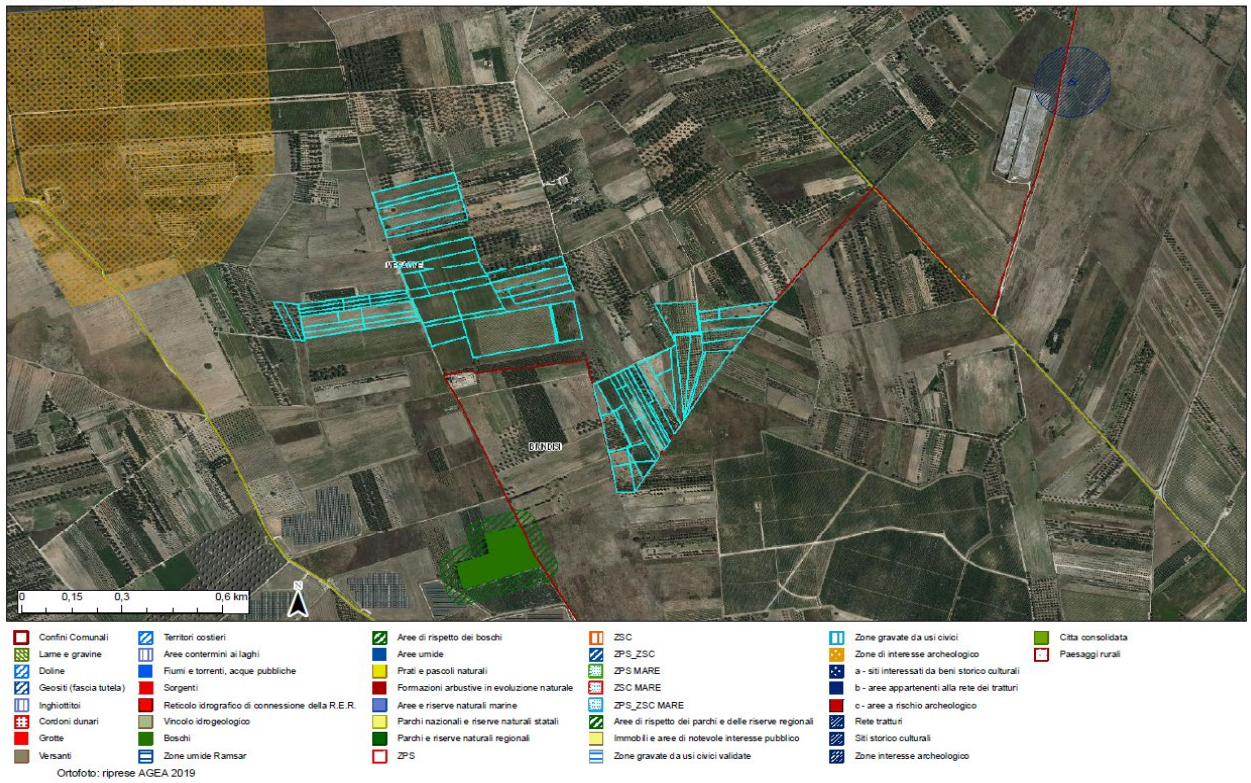 MESAGNE
BRINDISI
N
0 0,15 0,3 0,6 km
Confini Comunali
Lame e gravine
Doline
Geositi (fascia tutela)
Inghiottitoi
Cordoni dunari
Grotte
Versanti
Territori costieri
Aree contermini ai laghi
Fiumi e torrenti, acque pubbliche
Sorgenti
Reticolo idrografico di connessione della R.E.R.
Vincolo idrogeologico
Boschi
Zone umide Ramsar
Aree di rispetto dei boschi
Aree umide
Prati e pascoli naturali
Formazioni arbustive in evoluzione naturale
Aree e riserve naturali marine
Parchi nazionali e riserve naturali statali
Parchi e riserve naturali regionali
ZPS
ZSC
ZPS_ZSC
ZPS MARE
ZSC MARE
ZPS_ZSC MARE
Aree di rispetto dei parchi e delle riserve regionali
Immobili e aree di notevole interesse pubblico
Zone gravate da usi civici validate
Zone gravate da usi civici
Zone di interesse archeologico
a - siti interessati da beni storico culturali
b - aree appartenenti alla rete dei tratturi
c - aree a rischio archeologico
Rete tratturi
Siti storico culturali
Zone interesse archeologico
Citta consolidata
Paesaggi rurali
Ortofoto: riprese AGEA 2019